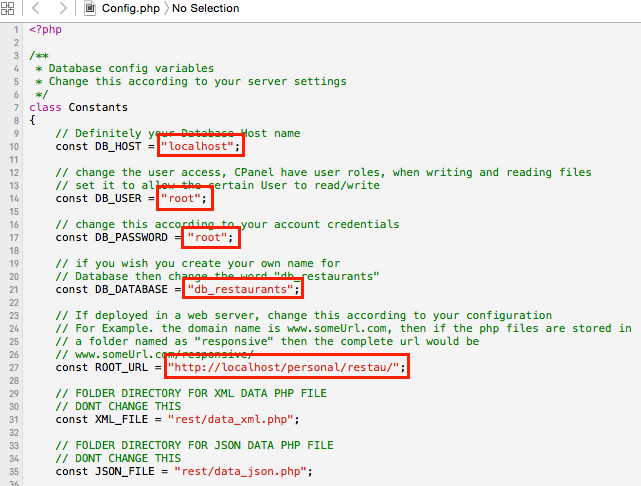 Config.php 〉No Selection
1 <?php
2
3 /**
4  * Database config variables
5  * Change this according to your server settings
6  */
7 class Constants
8 {
9     // Definitely your Database Host name
10     const DB_HOST = "localhost";
11
12     // change the user access, CPanel have user roles, when writing and reading files
13     // set it to allow the certain User to read/write
14     const DB_USER = "root";
15
16     // change this according to your account credentials
17     const DB_PASSWORD = "root";
18
19     // if you wish you create your own name for
20     // Database then change the word "db_restaurants"
21     const DB_DATABASE = "db_restaurants";
22
23     // If deployed in a web server, change this according to your configuration
24     // For Example. the domain name is www.someUrl.com, then if the php files are stored in
25     // a folder named as "responsive" then the complete url would be
26     // www.someUrl.com/responsive/
27     const ROOT_URL = "http://localhost/personal/restau/";
28
29     // FOLDER DIRECTORY FOR XML DATA PHP FILE
30     // DONT CHANGE THIS
31     const XML_FILE = "rest/data_xml.php";
32
33     // FOLDER DIRECTORY FOR JSON DATA PHP FILE
34     // DONT CHANGE THIS
35     const JSON_FILE = "rest/data_json.php";
36